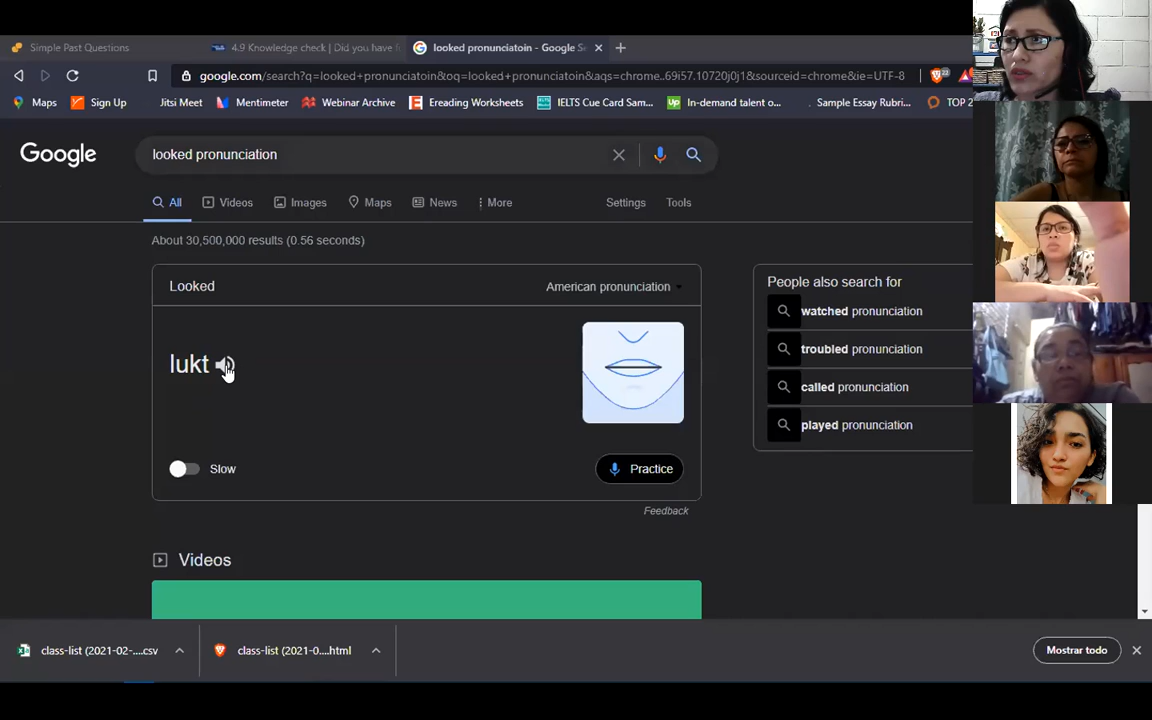 Simple Past Questions
4.9 Knowledge check | Did you have f
looked pronunciatoin - Google Se
google.com/search?q=looked+pronunciatoin&oq=looked+pronunciatoin&aqs=chrome..69i57.10720j0j1&sourceid=chrome&ie=UTF-8
22
Maps
Sign Up
Jitsi Meet
Mentimeter
Webinar Archive
Ereading Worksheets
IELTS Cue Card Sam...
In-demand talent o...
Sample Essay Rubri...
TOP 2
Google
looked pronunciation
All
Videos
Images
Maps
News
More
Settings
Tools
About 30,500,000 results (0.56 seconds)
Looked
American pronunciation
lukt
Slow
Practice
Feedback
People also search for
watched pronunciation
troubled pronunciation
called pronunciation
played pronunciation
Videos
class-list (2021-02-....csv
class-list (2021-0....html
Mostrar todo